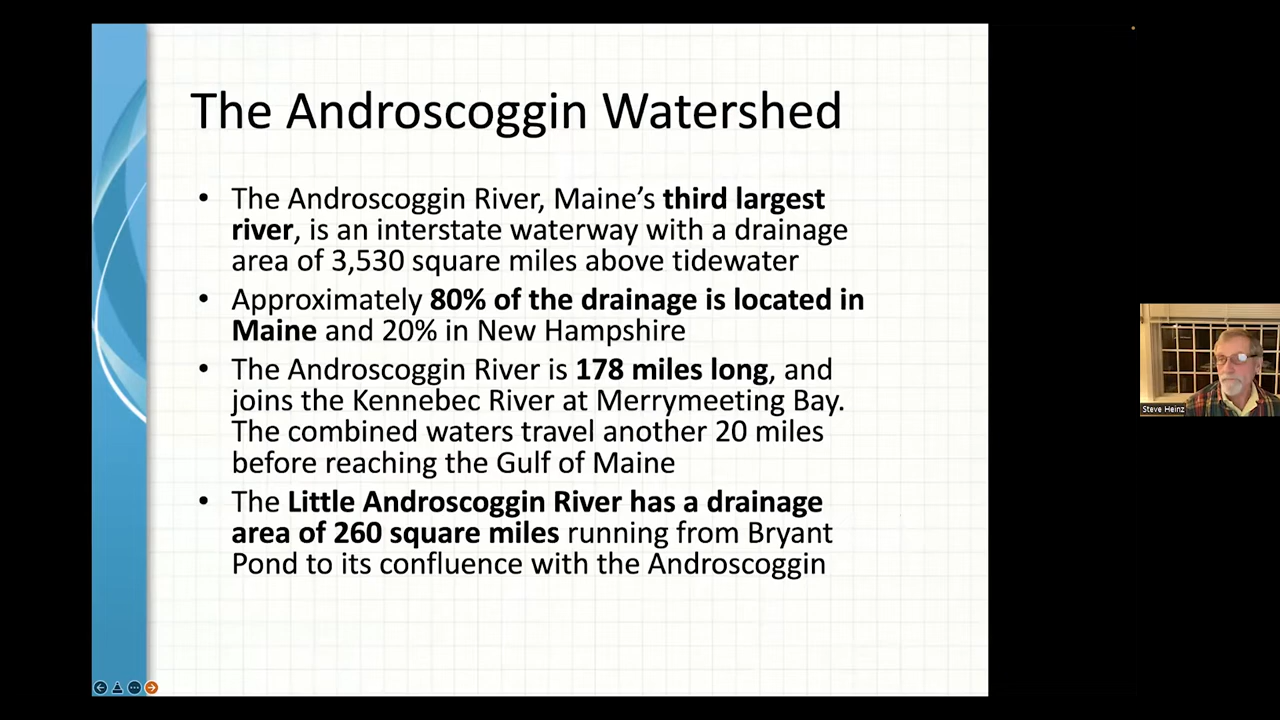 The Androscoggin Watershed
• The Androscoggin River, Maine’s third largest
river, is an interstate waterway with a drainage
area of 3,530 square miles above tidewater
• Approximately 80% of the drainage is located in
Maine and 20% in New Hampshire
• The Androscoggin River is 178 miles long, and
joins the Kennebec River at Merrymeeting Bay.
The combined waters travel another 20 miles
before reaching the Gulf of Maine
• The Little Androscoggin River has a drainage
area of 260 square miles running from Bryant
Pond to its confluence with the Androscoggin
Steve Heinz